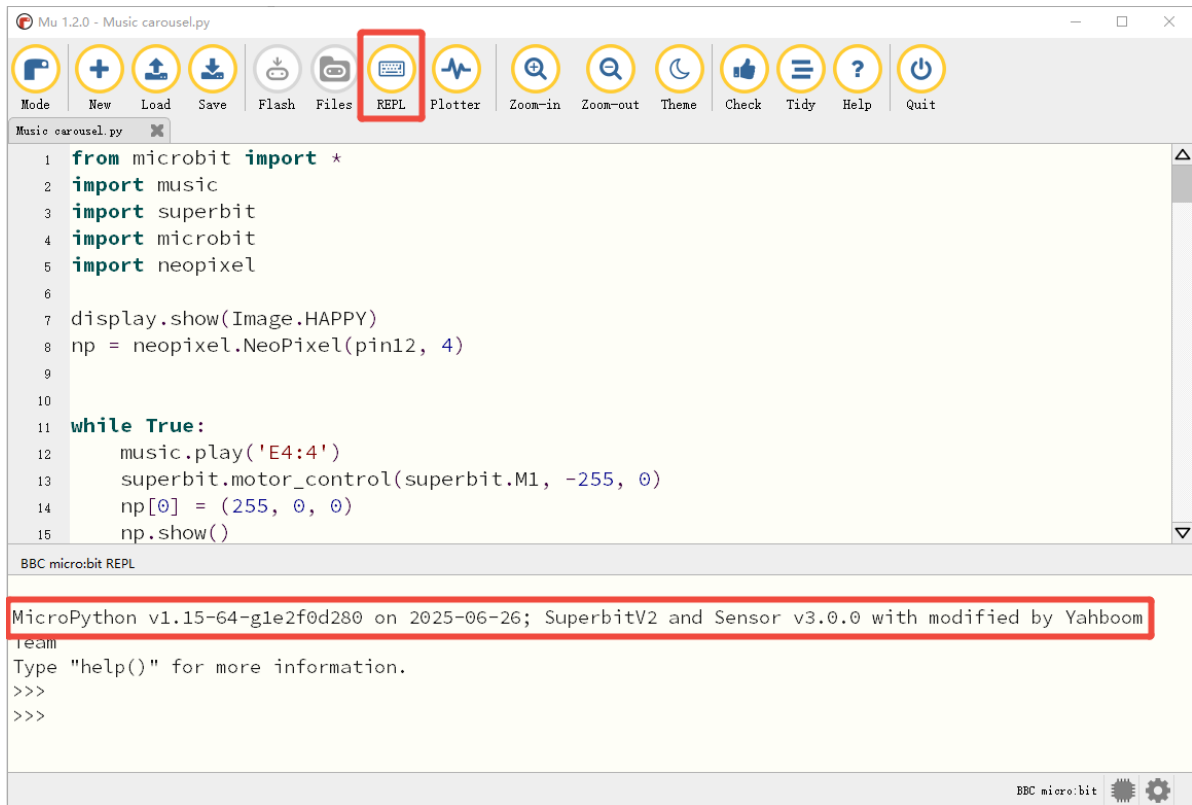 Mu 1.2.0 - Music carousel.py
Mode New Load Save Flash Files REPL Plotter Zoom-in Zoom-out Theme Check Tidy Help Quit
Music carousel.py
1 from microbit import *
2 import music
3 import superbit
4 import microbit
5 import neopixel
6
7 display.show(Image.HAPPY)
8 np = neopixel.NeoPixel(pin12, 4)
9
10
11 while True:
12     music.play('E4:4')
13     superbit.motor_control(superbit.M1, -255, 0)
14     np[0] = (255, 0, 0)
15     np.show()
BBC micro:bit REPL
MicroPython v1.15-64-g1e2f0d280 on 2025-06-26; SuperbitV2 and Sensor v3.0.0 with modified by Yahboom
Team
Type "help()" for more information.
>>>
>>>
BBC micro:bit